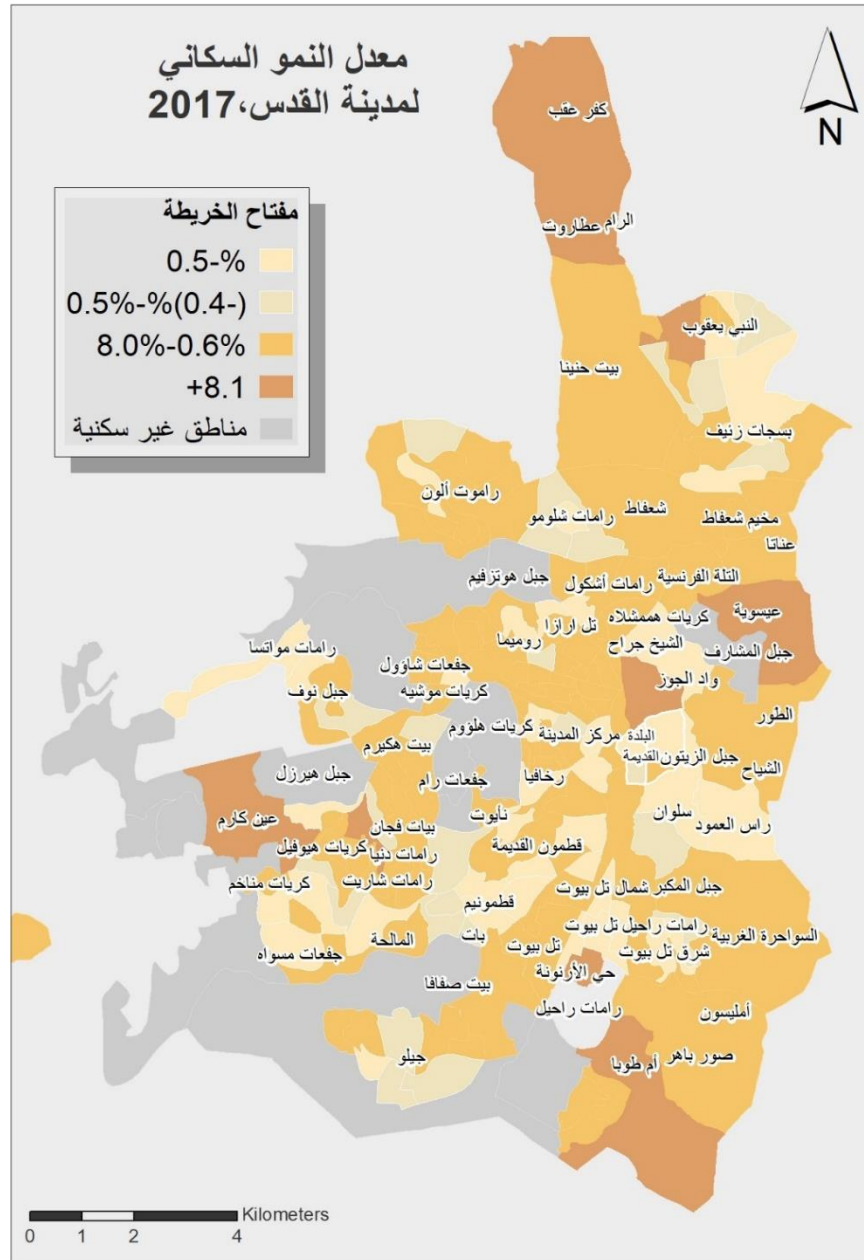 معدل النمو السكاني
لمدينة القدس،2017
N
مفتاح الخريطة
0.5-%
0.5%-%(0.4-)
8.0%-0.6%
+8.1
مناطق غير سكنية
كفر عقب
الرام عطاروت
النبي يعقوب
بيت حنينا
بسجات زئيف
راموت ألون
رامات شلومو
شعفاط
مخيم شعفاط
عناتا
جبل هوتزفيم
رامات أشكول
التلة الفرنسية
عيسوية
كريات هممشلاه
تل ارازا
روميما
الشيخ جراح
جبل المشارف
رامات مواتسا
جفعات شاؤول
كريات موشيه
جبل نوف
واد الجوز
الطور
كريات هلؤوم
مركز المدينة
البلدة
القديمة
جبل الزيتون
الشياح
بيت هكيرم
جبل هيرزل
جفعات رام
رخافيا
سلوان
راس العمود
عين كارم
بيات فجان
نأيوت
كريات هيوفيل
رامات دنيا
قطمون القديمة
كريات مناخم
رامات شاريت
جبل المكبر شمال تل بيوت
قطمونيم
المالحة
بات
جفعات مسواه
تل بيوت
رامات راحيل تل بيوت
شرق تل بيوت
السواحرة الغربية
حي الأرنونة
بيت صفافا
رامات راحيل
أمليسون
جيلو
أم طوبا
صور باهر
Kilometers
0 1 2 4